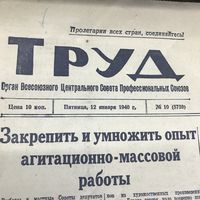 Пролетарии всех стран, соединяйтесь!
ТРУД
Орган Всесоюзного Центрального Совета Профессиональных Союзов
Цена 10 коп.
Пятница, 12 января 1940 г.
№ 10 (5759)
Закрепить и умножить опыт
агитационно-массовой
работы